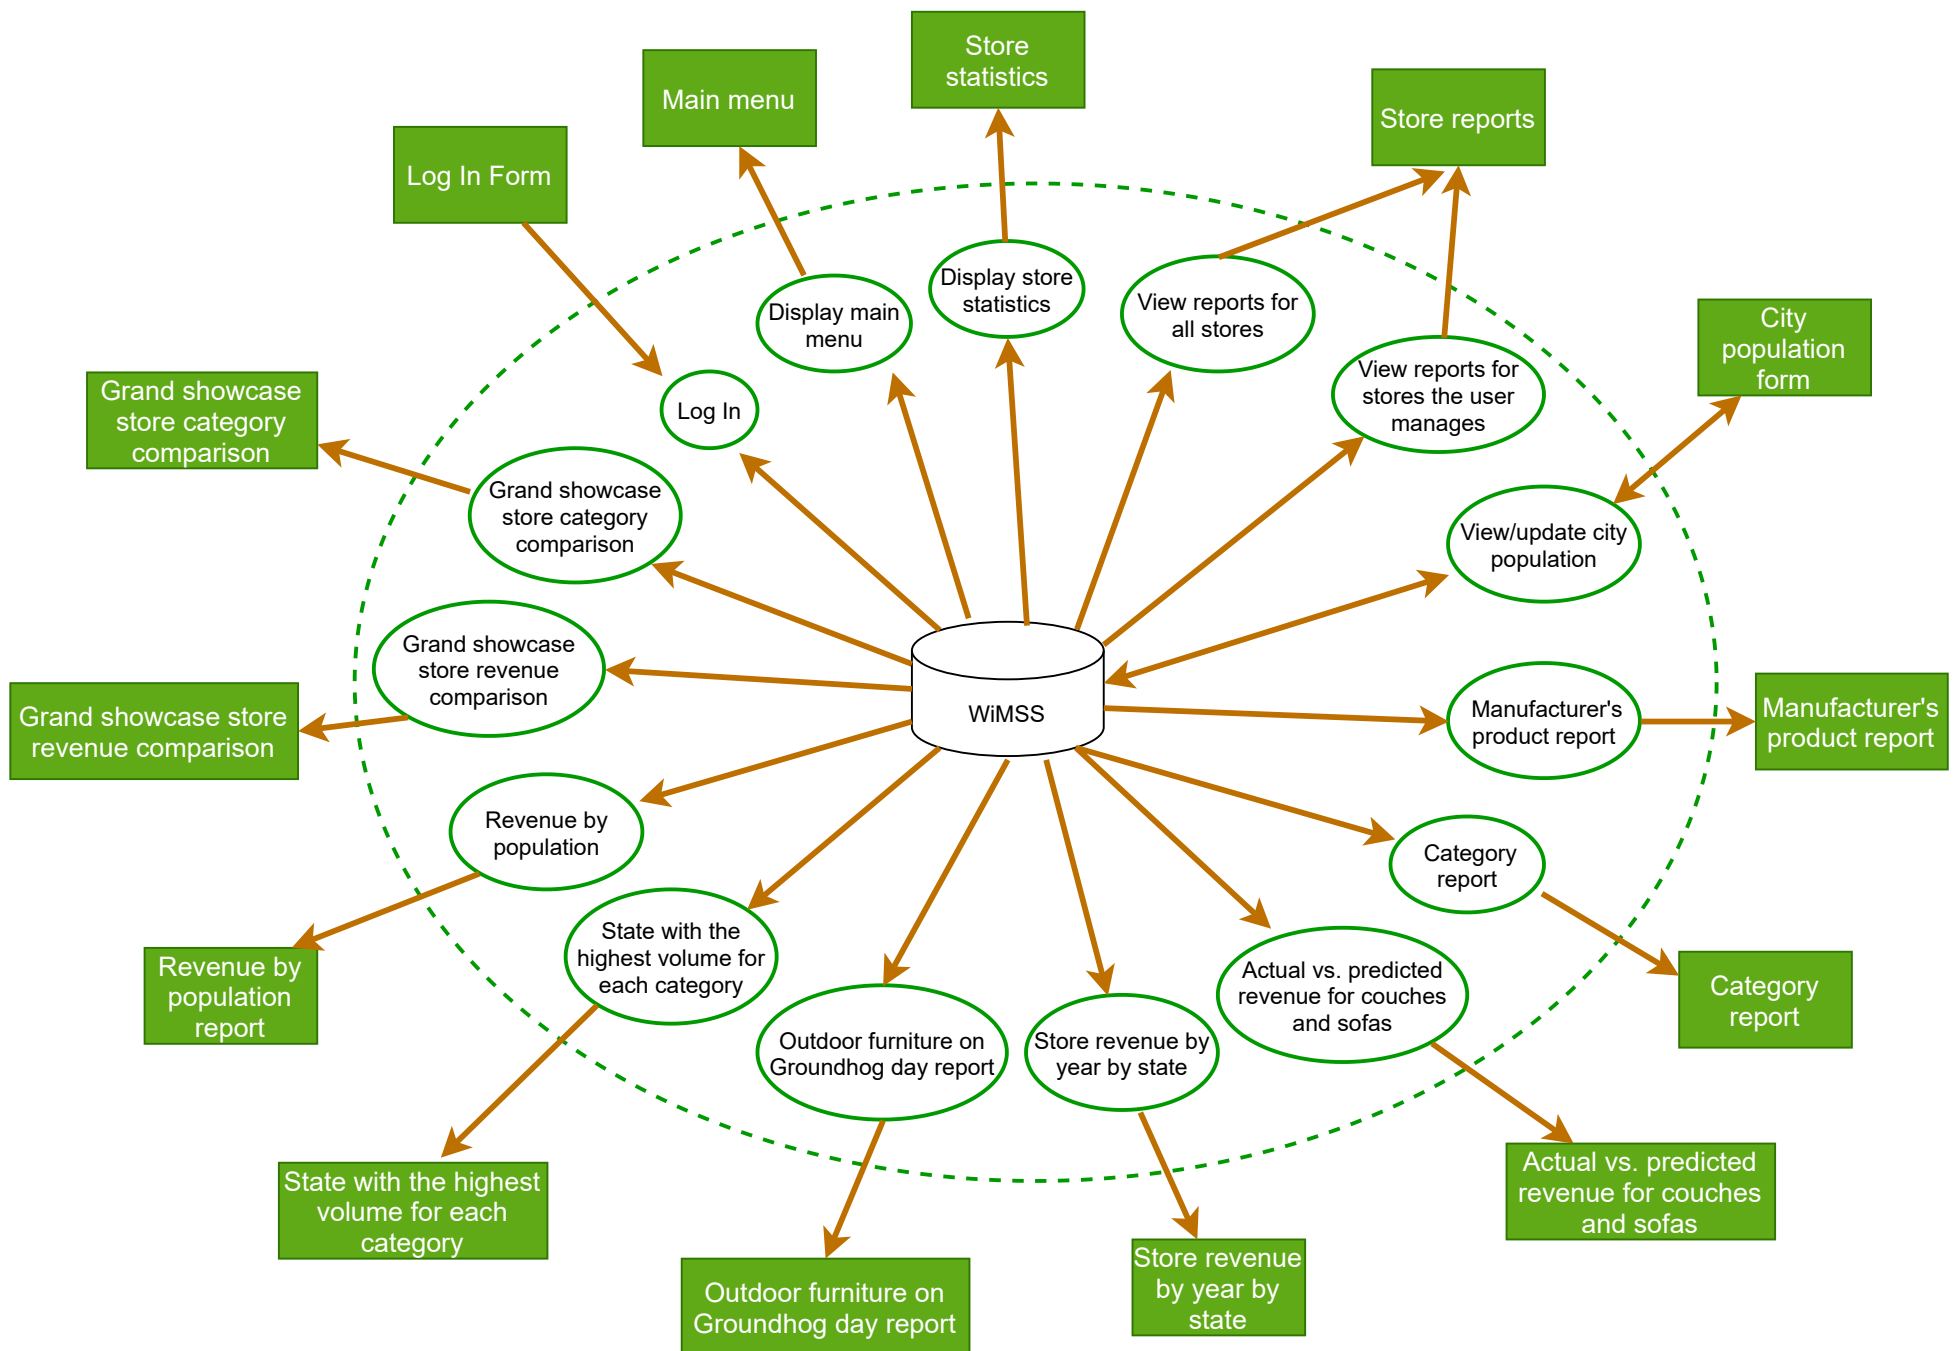 Store
statistics
Main menu
Store reports
Log In Form
Display store
statistics
View reports for
all stores
Display main
menu
City
population
form
View reports for
stores the user
manages
Log In
Grand showcase
store category
comparison
Grand showcase
store category
comparison
View/update city
population
Grand showcase
store revenue
comparison
WiMSS
Manufacturer's
product report
Manufacturer's
product report
Grand showcase store
revenue comparison
Revenue by
population
Category
report
State with the
highest volume for
each category
Actual vs. predicted
revenue for couches
and sofas
Revenue by
population
report
Category
report
Outdoor furniture on
Groundhog day report
Store revenue by
year by state
State with the highest
volume for each
category
Actual vs. predicted
revenue for couches
and sofas
Outdoor furniture on
Groundhog day report
Store revenue
by year by
state